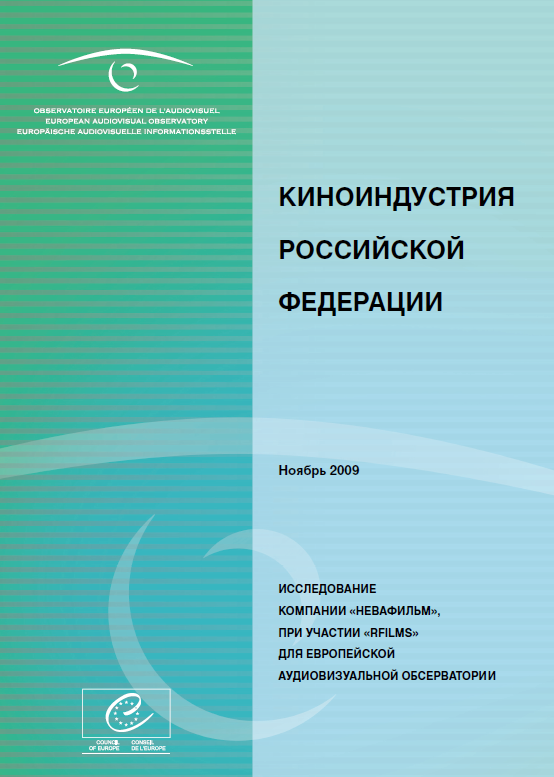 OBSERVATOIRE EUROPÉEN DE L'AUDIOVISUEL
EUROPEAN AUDIOVISUAL OBSERVATORY
EUROPÄISCHE AUDIOVISUELLE INFORMATIONSSTELLE
КИНОИНДУСТРИЯ
РОССИЙСКОЙ
ФЕДЕРАЦИИ
Ноябрь 2009
ИССЛЕДОВАНИЕ
КОМПАНИИ «НЕВАФИЛЬМ»,
ПРИ УЧАСТИИ «RFILMS»
ДЛЯ ЕВРОПЕЙСКОЙ
АУДИОВИЗУАЛЬНОЙ ОБСЕРВАТОРИИ
COUNCIL CONSEIL
OF EUROPE DE L'EUROPE